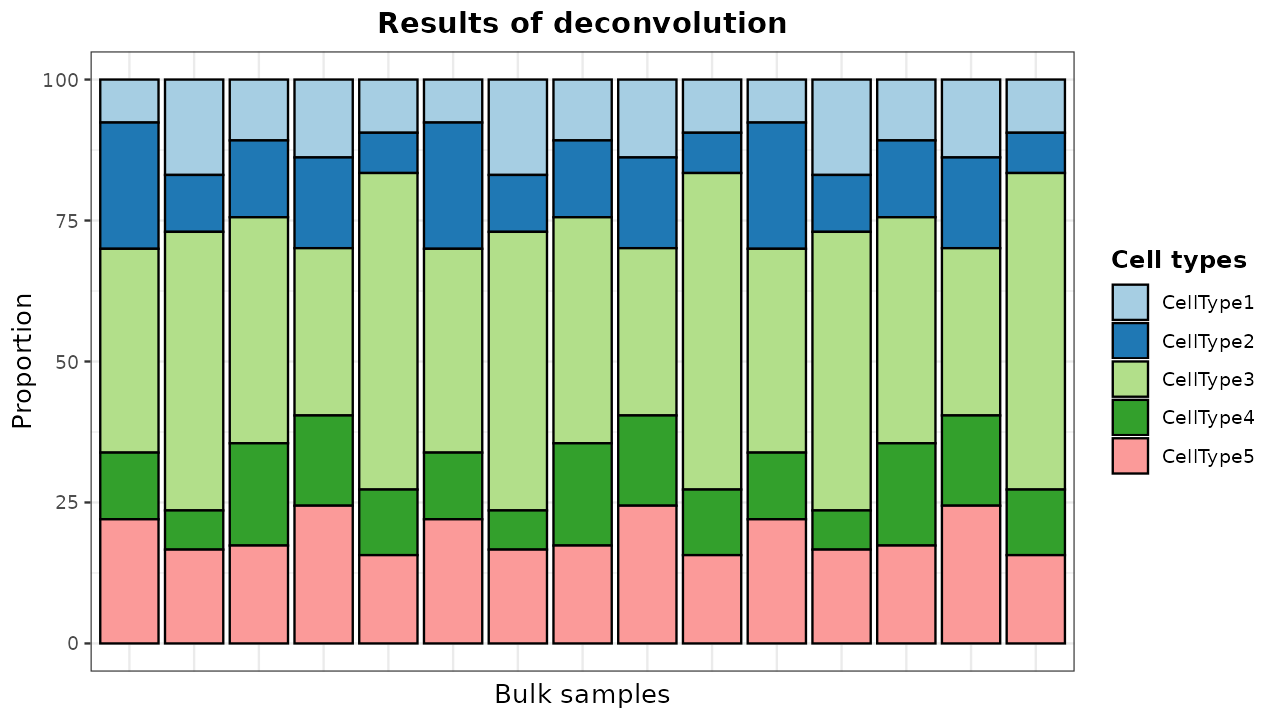 Results of deconvolution
Proportion
100
75
50
25
0
Bulk samples
Cell types
CellType1
CellType2
CellType3
CellType4
CellType5